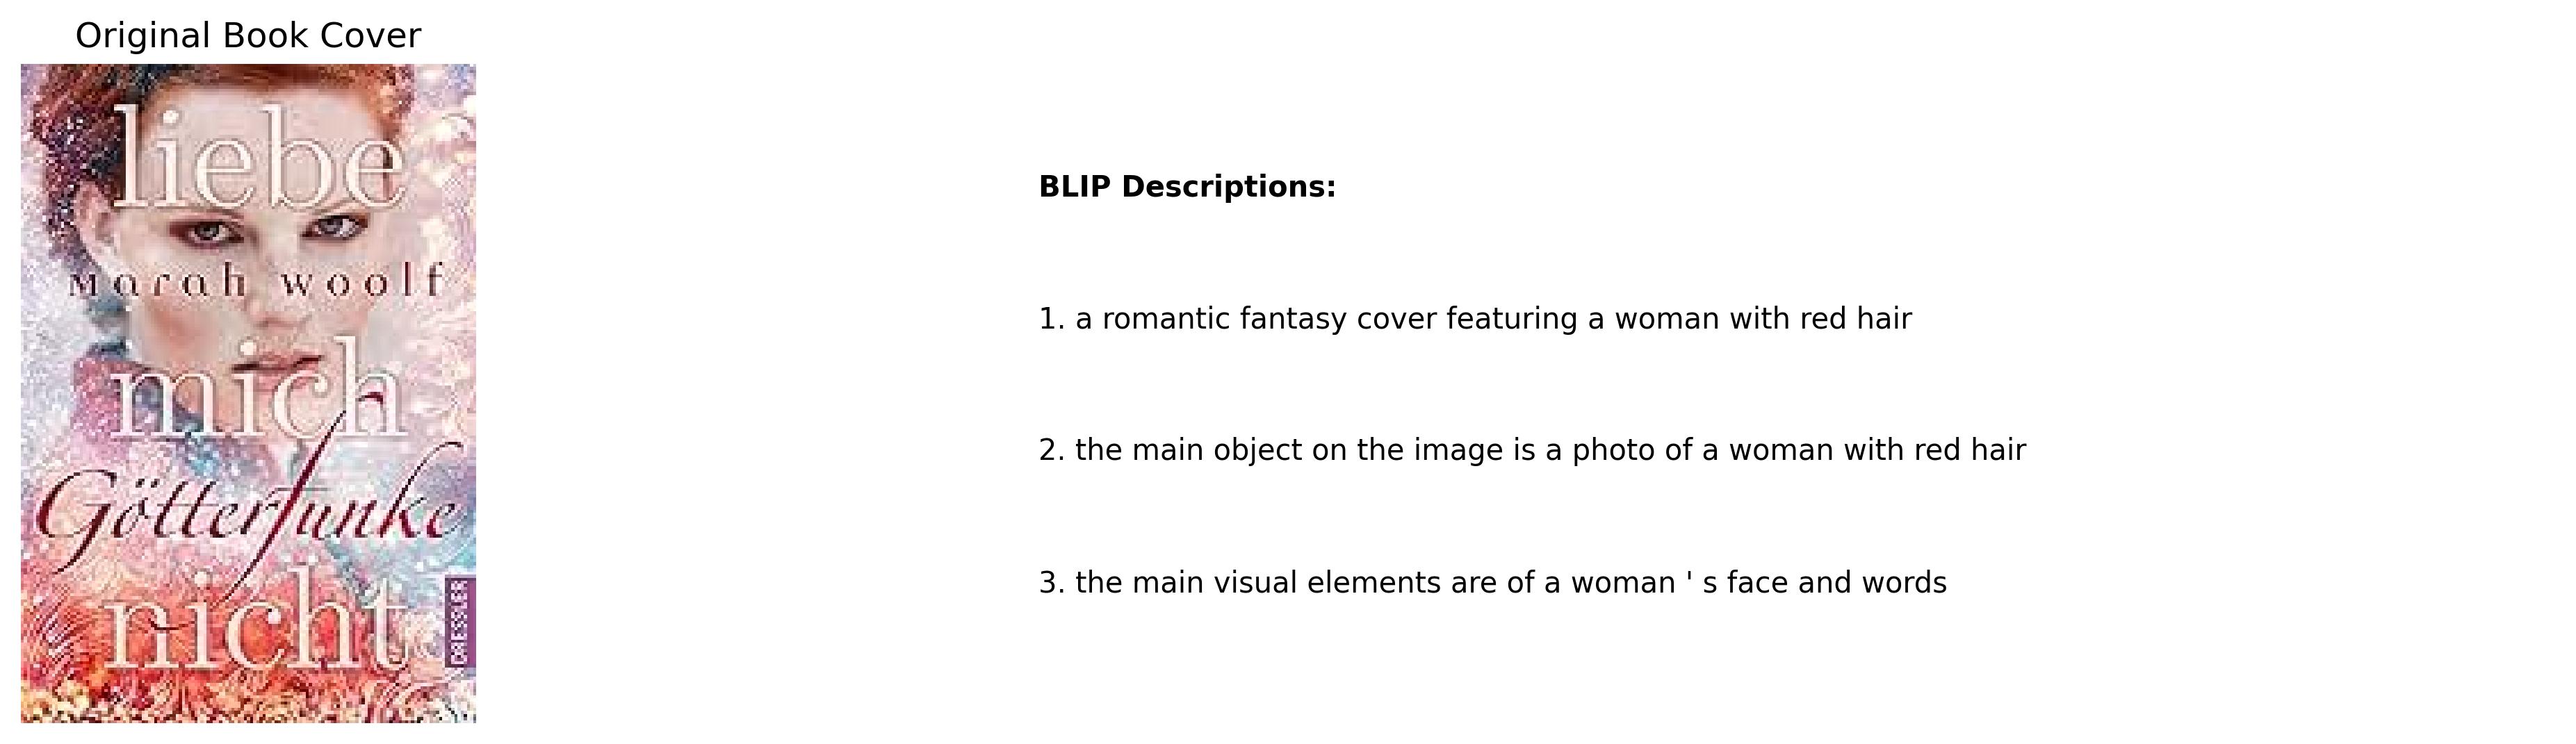 Original Book Cover
liebe
Marah woolf
mich
Götterfunke
nicht
DRESSLER
BLIP Descriptions:
1. a romantic fantasy cover featuring a woman with red hair
2. the main object on the image is a photo of a woman with red hair
3. the main visual elements are of a woman ' s face and words